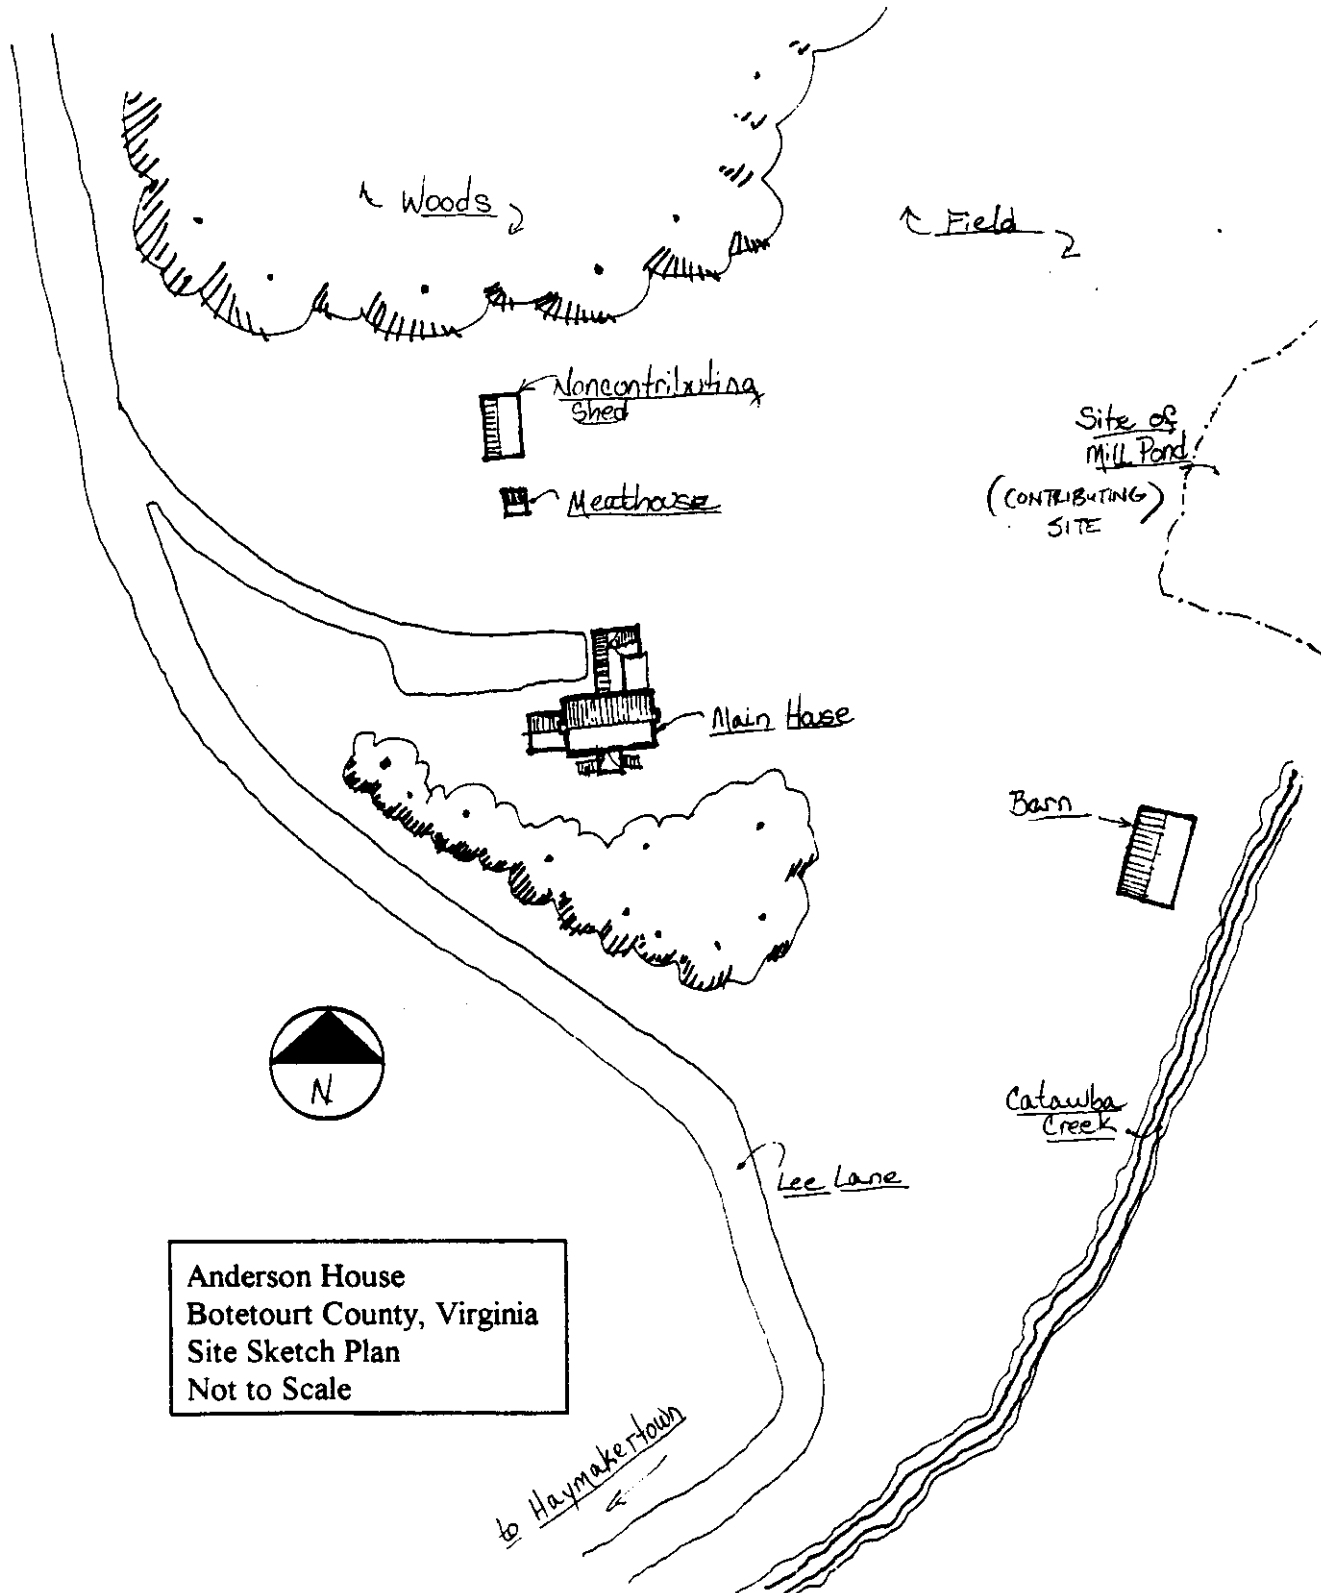 Woods
Field
Noncontributing
Shed
Site of
Mill Pond
(CONTRIBUTING)
SITE
Meathouse
Main House
Barn
N
Catawba
Creek
Lee Lane
Anderson House
Botetourt County, Virginia
Site Sketch Plan
Not to Scale
to Haymakertown